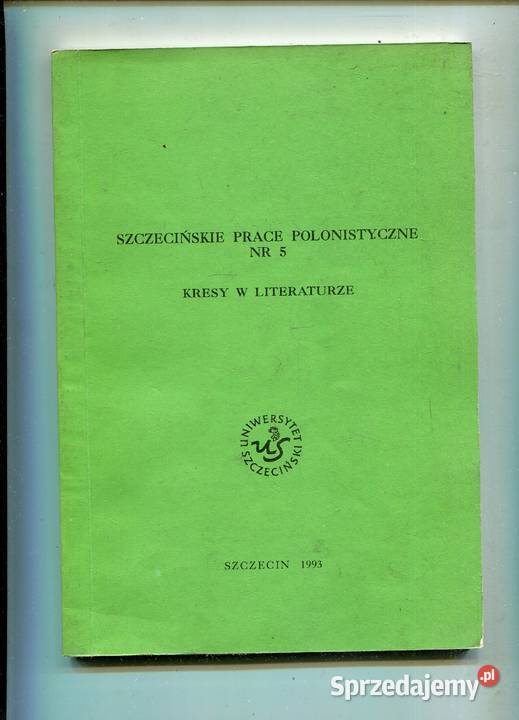 SZCZECIŃSKIE PRACE POLONISTYCZNE
NR 5
KRESY W LITERATURZE
UNIWERSYTET
US
SZCZECIŃSKI
SZCZECIN 1993
Sprzedajemy.pl